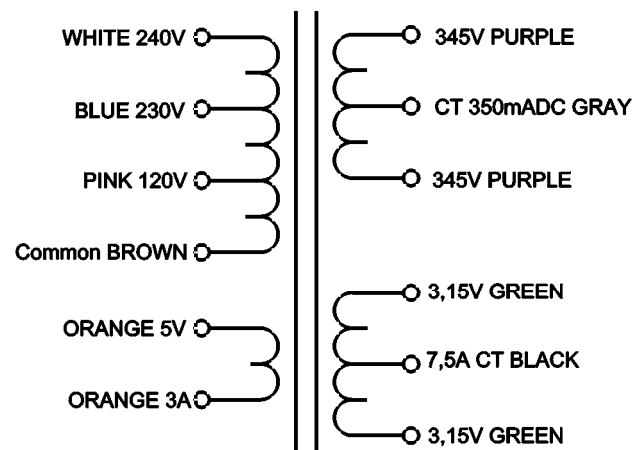 WHITE 240V
BLUE 230V
PINK 120V
Common BROWN
ORANGE 5V
ORANGE 3A
345V PURPLE
CT 350mADC GRAY
345V PURPLE
3,15V GREEN
7,5A CT BLACK
3,15V GREEN